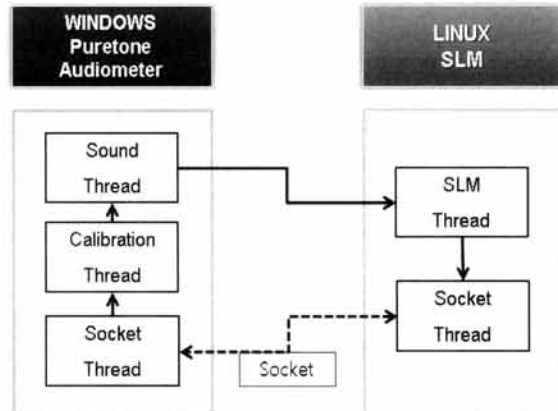 WINDOWS
Puretone
Audiometer
LINUX
SLM
Sound
Thread
Calibration
Thread
Socket
Thread
SLM
Thread
Socket
Thread
Socket